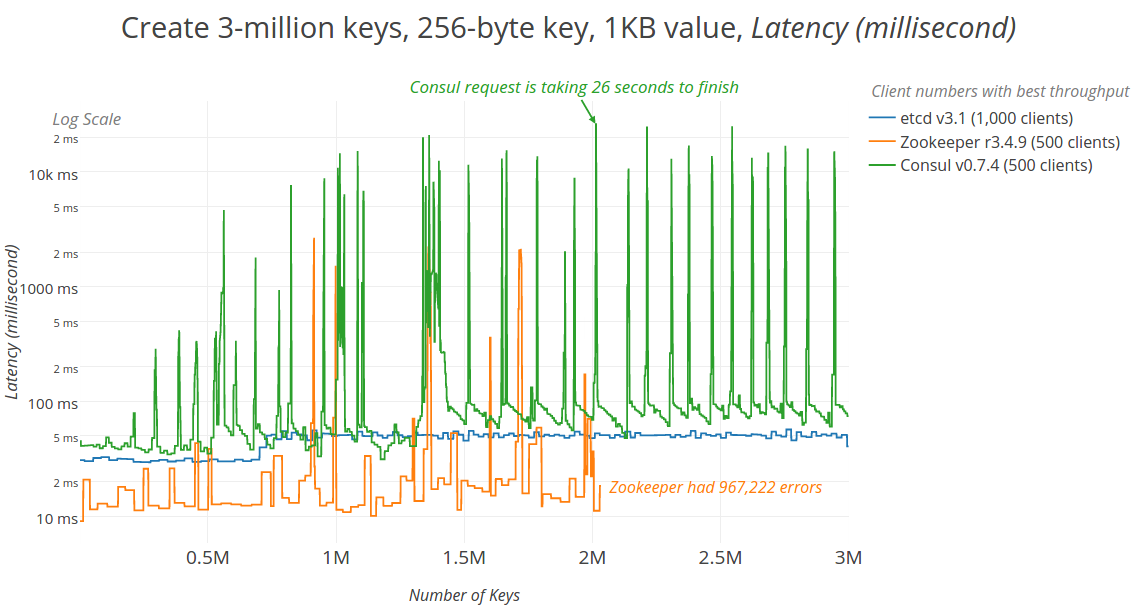 Create 3-million keys, 256-byte key, 1KB value, Latency (millisecond)
Consul request is taking 26 seconds to finish
Client numbers with best throughput
etcd v3.1 (1,000 clients)
Zookeeper r3.4.9 (500 clients)
Consul v0.7.4 (500 clients)
Log Scale
2 ms
10k ms
5 ms
2 ms
1000 ms
5 ms
2 ms
100 ms
5 ms
2 ms
10 ms
Latency (millisecond)
Zookeeper had 967,222 errors
0.5M
1M
1.5M
2M
2.5M
3M
Number of Keys